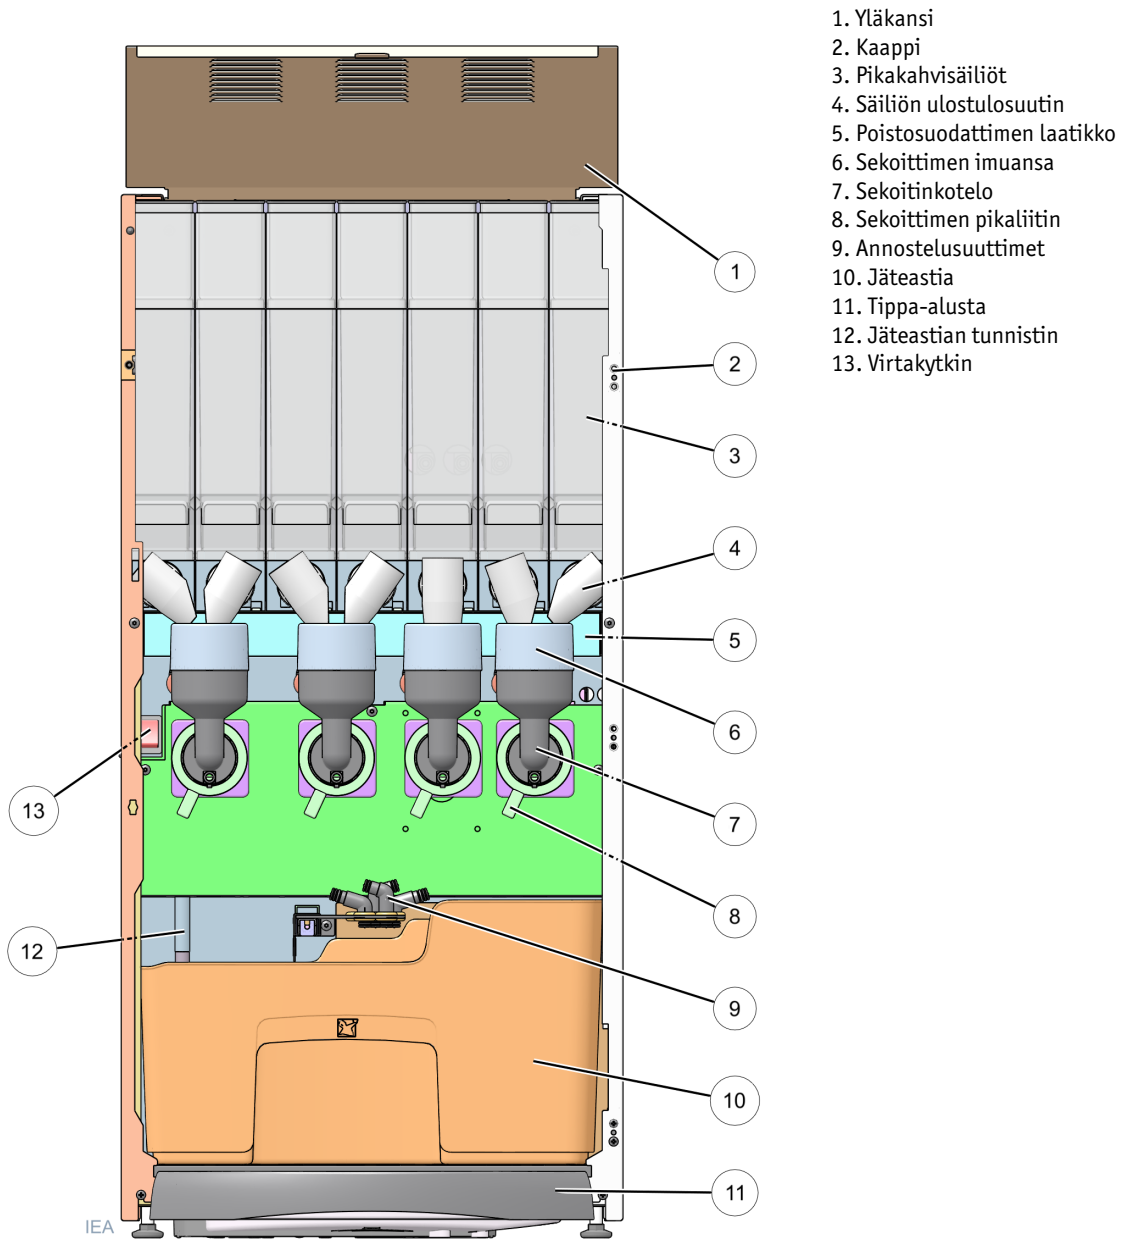 1. Yläkansi
2. Kaappi
3. Pikakahvisäiliöt
4. Säiliön ulostulosuutin
5. Poistosuodattimen laatikko
6. Sekoittimen imuansa
7. Sekoitinkotelo
8. Sekoittimen pikaliitin
9. Annostelusuuttimet
10. Jäteastia
11. Tippa-alusta
12. Jäteastian tunnistin
13. Virtakytkin
1
2
3
4
5
6
7
8
9
10
11
12
13
IEA